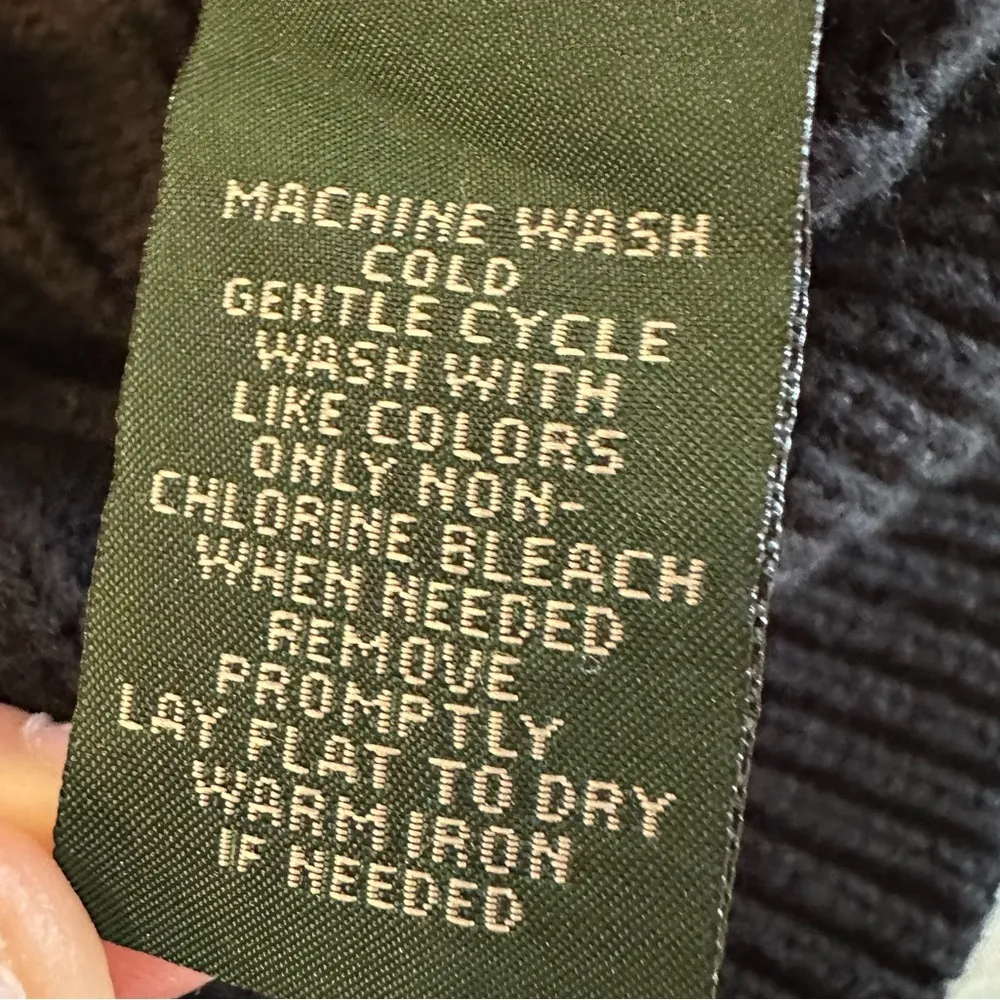 MACHINE WASH
COLD
GENTLE CYCLE
WASH WITH
LIKE COLORS
ONLY NON-
CHLORINE BLEACH
WHEN NEEDED
REMOVE
PROMPTLY
LAY FLAT TO DRY
WARM IRON
IF NEEDED